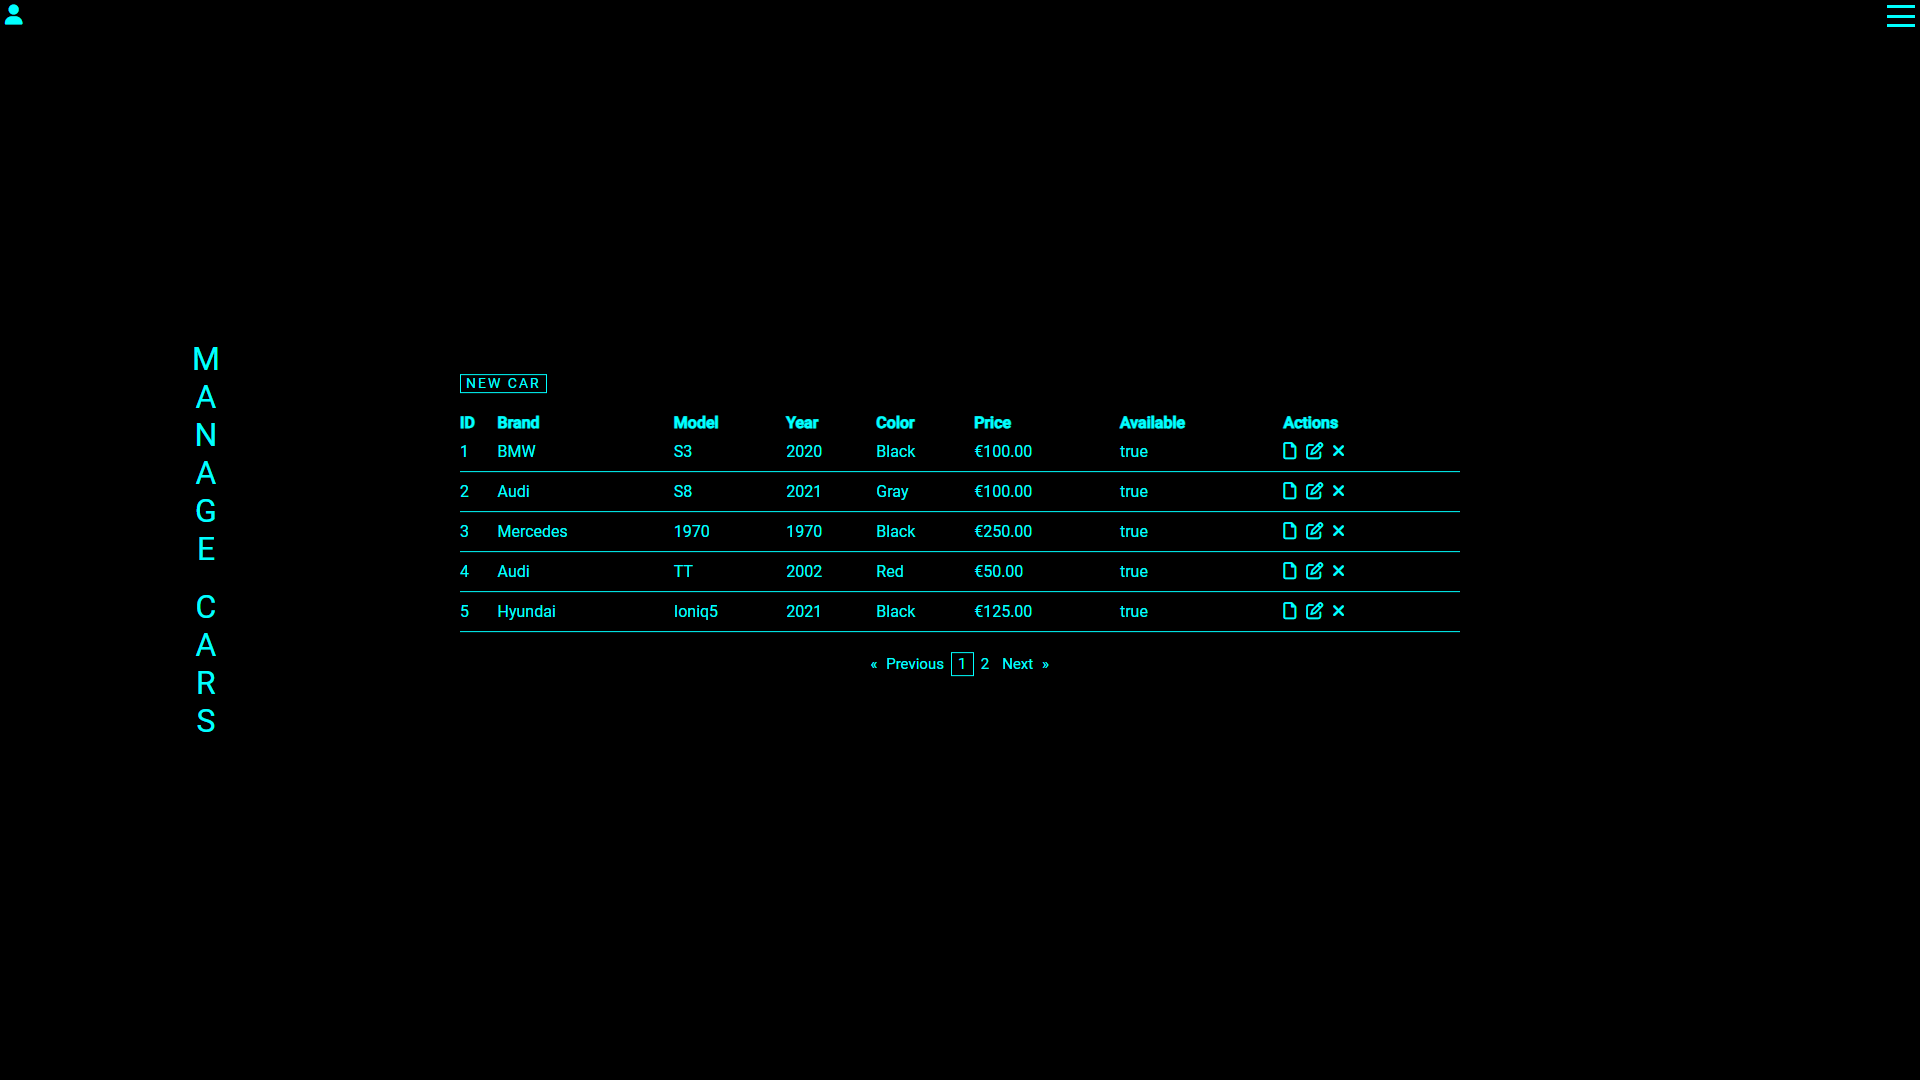 MANAGE CARS
NEW CAR
ID Brand Model Year Color Price Available Actions
1 BMW S3 2020 Black €100.00 true
2 Audi S8 2021 Gray €100.00 true
3 Mercedes 1970 1970 Black €250.00 true
4 Audi TT 2002 Red €50.00 true
5 Hyundai Ioniq5 2021 Black €125.00 true
« Previous 1 2 Next »